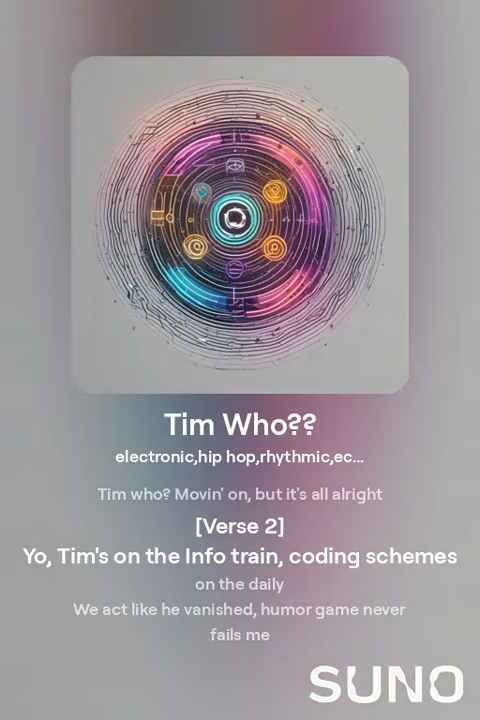 Tim Who??
electronic,hip hop,rhythmic,ec...
Tim who? Movin' on, but it's all alright
[Verse 2]
Yo, Tim's on the Info train, coding schemes
on the daily
We act like he vanished, humor game never
fails me
SUNO